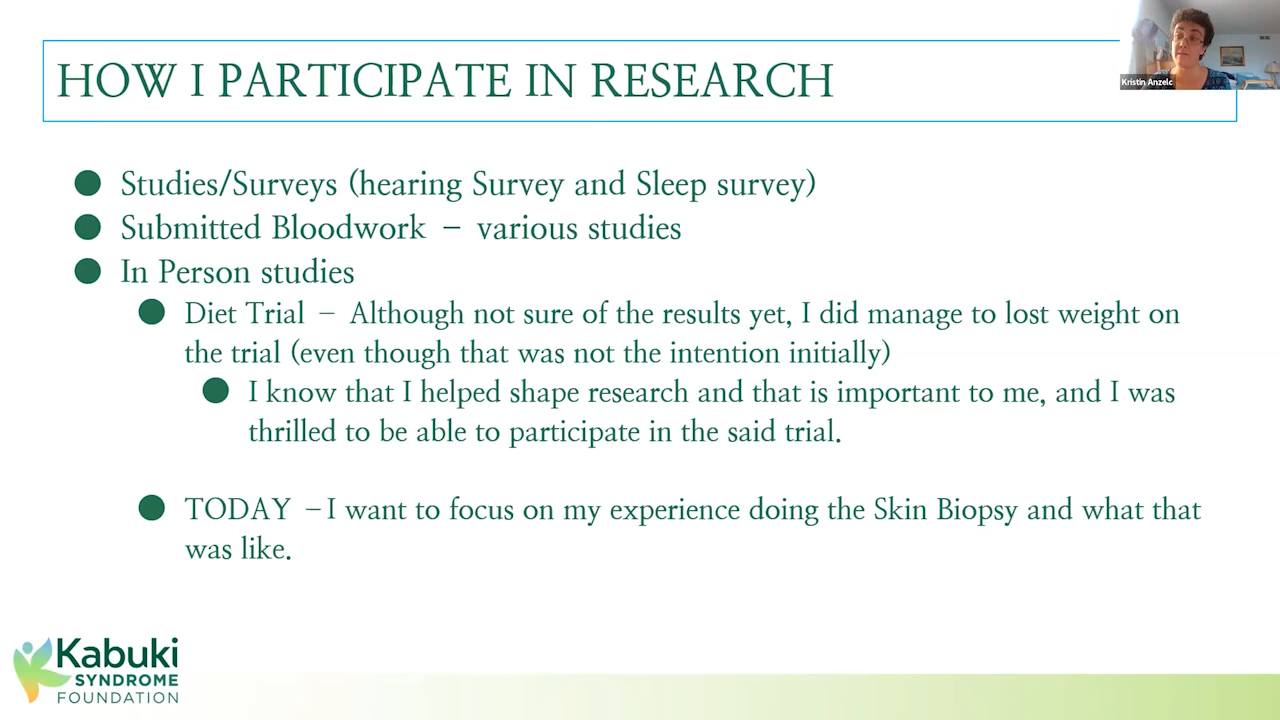 HOW I PARTICIPATE IN RESEARCH
Kristin Anzelc
Studies/Surveys (hearing Survey and Sleep survey)
Submitted Bloodwork – various studies
In Person studies
Diet Trial – Although not sure of the results yet, I did manage to lost weight on
the trial (even though that was not the intention initially)
I know that I helped shape research and that is important to me, and I was
thrilled to be able to participate in the said trial.
TODAY –I want to focus on my experience doing the Skin Biopsy and what that
was like.
Kabuki
SYNDROME
FOUNDATION